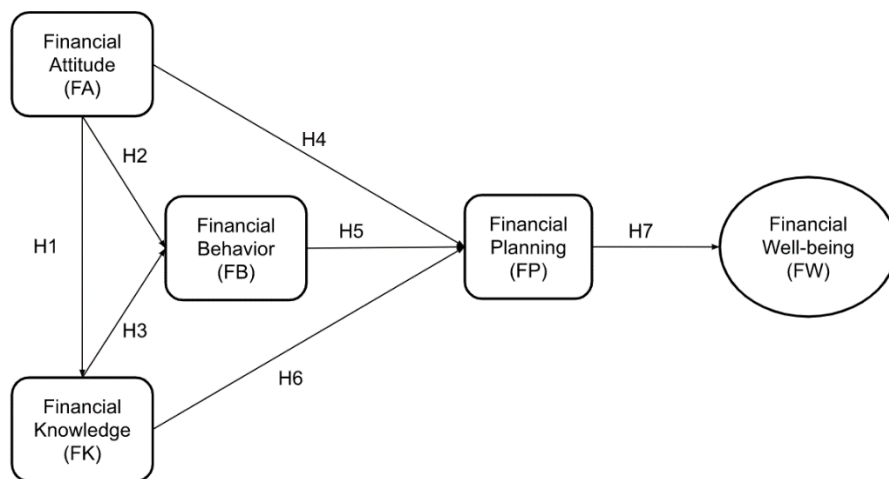 Financial
Attitude
(FA)
H4
H2
Financial
Behavior
(FB)
H5
Financial
Planning
(FP)
H7
Financial
Well-being
(FW)
H1
H3
H6
Financial
Knowledge
(FK)